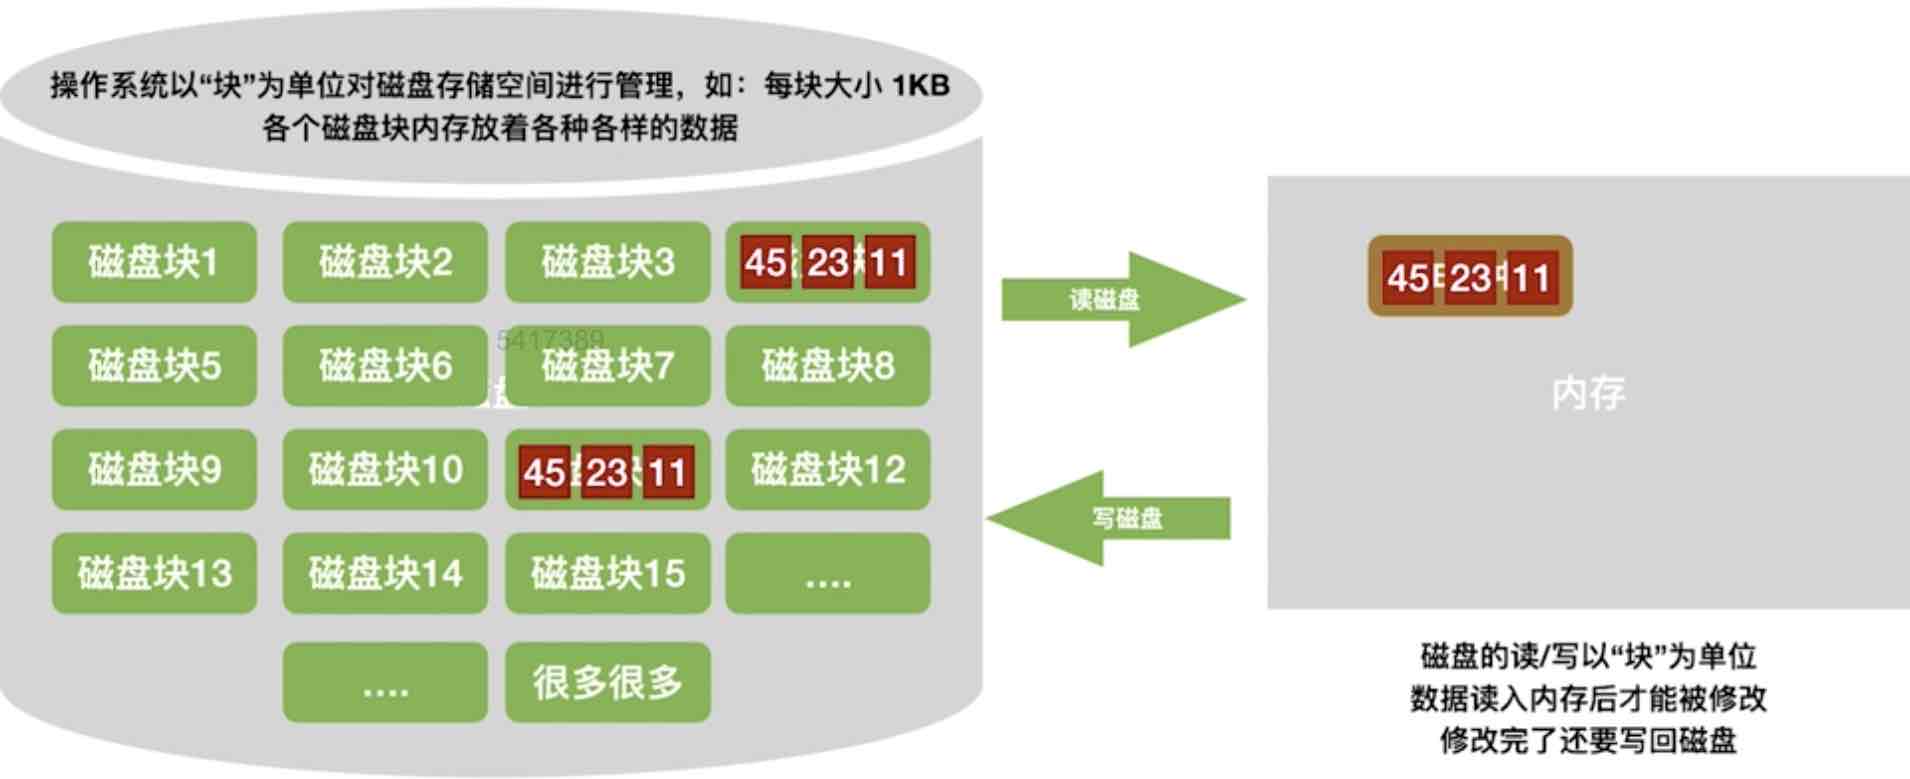 操作系统以“块”为单位对磁盘存储空间进行管理，如：每块大小 1KB
各个磁盘块内存放着各种各样的数据
磁盘块1
磁盘块2
磁盘块3
45 23 11
磁盘块5
磁盘块6
5417389
磁盘块7
磁盘块8
磁盘块9
磁盘块10
45 23 11
磁盘块12
磁盘块13
磁盘块14
磁盘块15
....
....
很多很多
读磁盘
写磁盘
45 23 11
内存
磁盘的读/写以“块”为单位
数据读入内存后才能被修改
修改完了还要写回磁盘